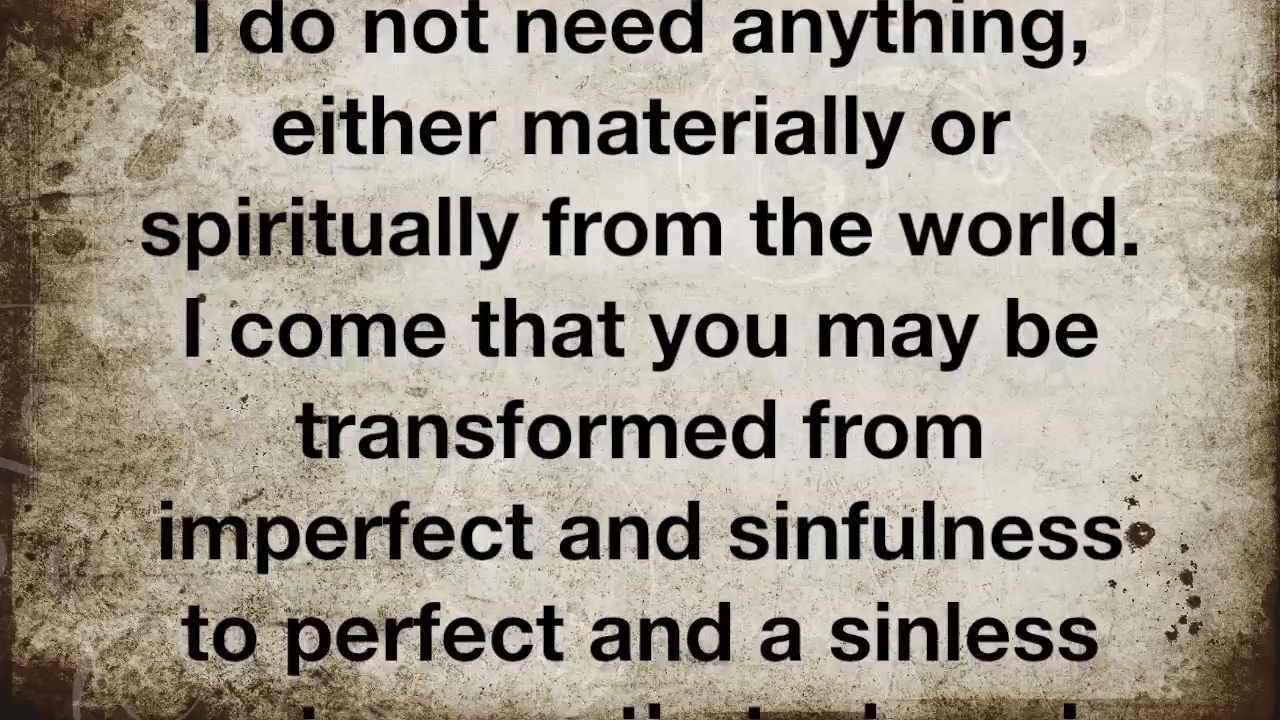 I do not need anything,
either materially or
spiritually from the world.
I come that you may be
transformed from
imperfect and sinfulness
to perfect and a sinless